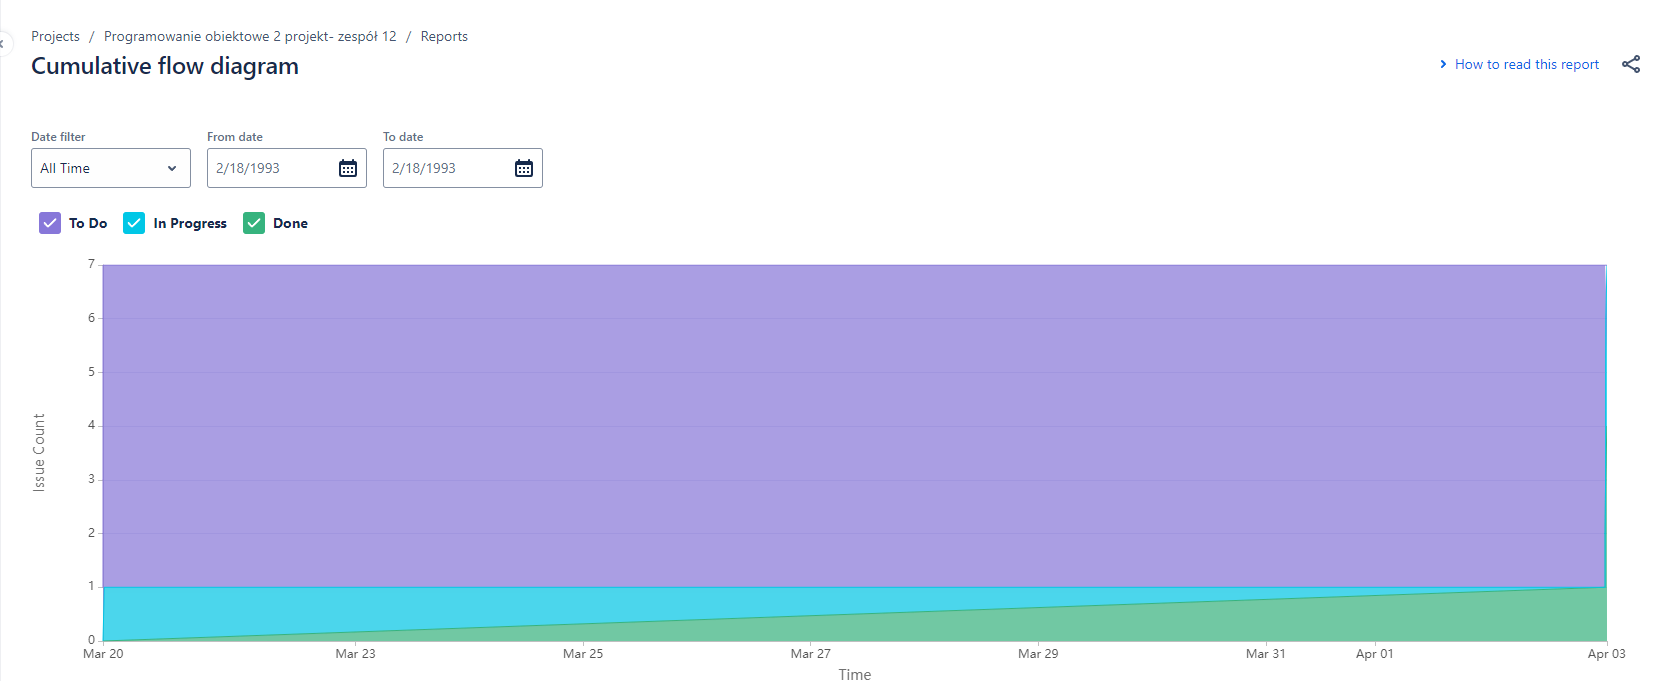 Projects / Programowanie obiektowe 2 projekt- zespół 12 / Reports
Cumulative flow diagram
How to read this report
Date filter From date To date
All Time 2/18/1993 2/18/1993
To Do In Progress Done
7
6
5
4
3
2
1
0
Issue Count
Mar 20 Mar 23 Mar 25 Mar 27 Mar 29 Mar 31 Apr 01 Apr 03
Time